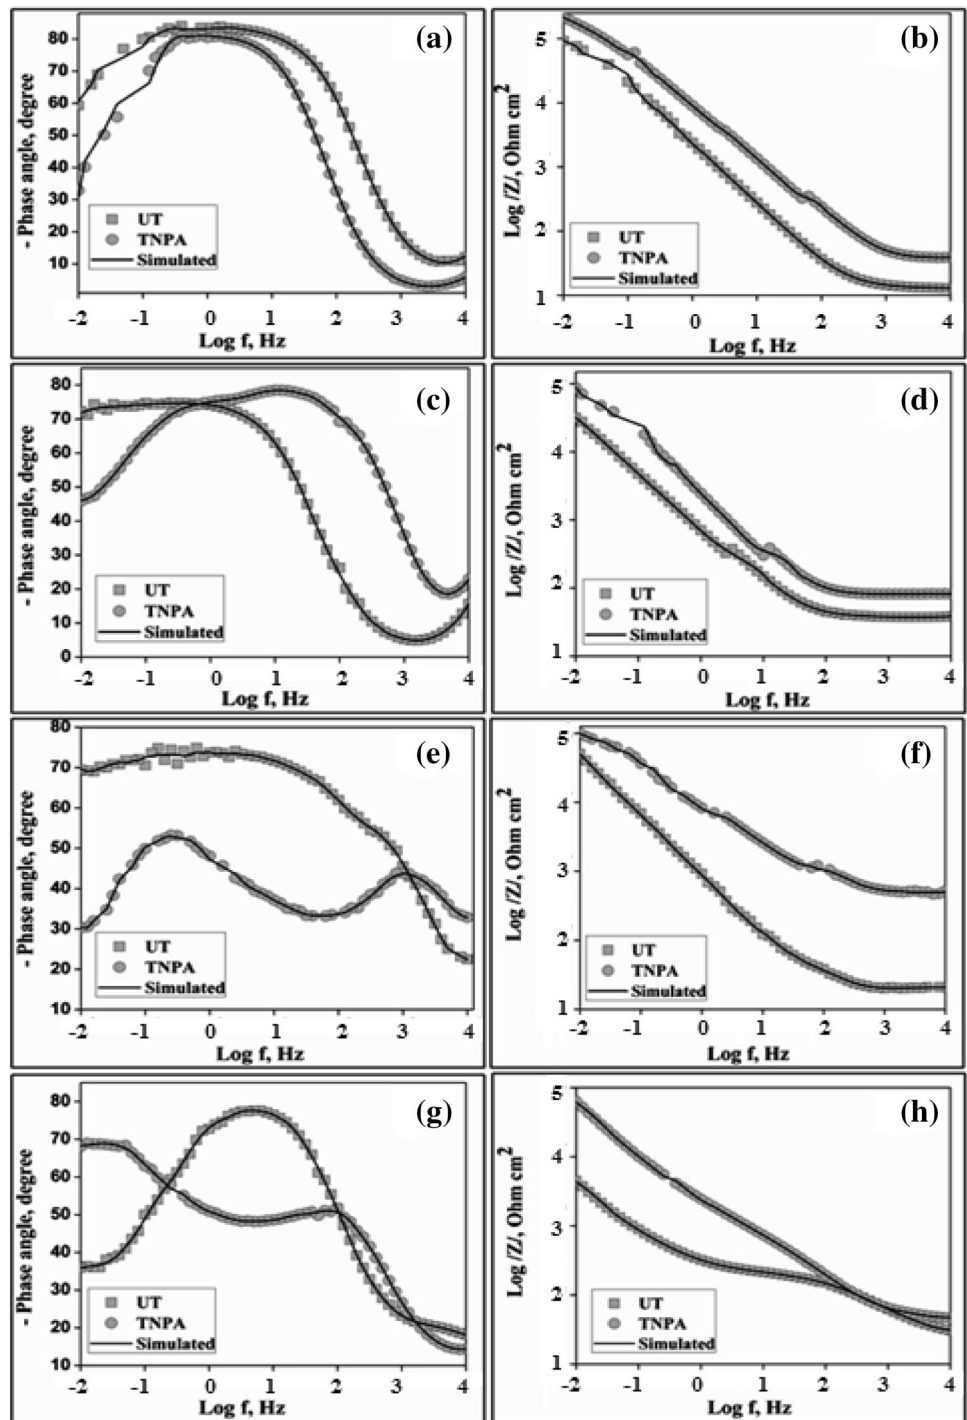 (a)
- Phase angle, degree
80
70
60
50
40
30
20
10
UT
TNPA
Simulated
-2 -1 0 1 2 3 4
Log f, Hz
(b)
Log /Z/, Ohm cm2
5
4
3
2
1
UT
TNPA
Simulated
-2 -1 0 1 2 3 4
Log f, Hz
(c)
- Phase angle, degree
80
70
60
50
40
30
20
10
0
UT
TNPA
Simulated
-2 -1 0 1 2 3 4
Log f, Hz
(d)
Log /Z/, Ohm cm2
5
4
3
2
1
UT
TNPA
Simulated
-2 -1 0 1 2 3 4
Log f, Hz
(e)
- Phase angle, degree
80
70
60
50
40
30
20
10
UT
TNPA
Simulated
-2 -1 0 1 2 3 4
Log f, Hz
(f)
Log /Z/, Ohm cm2
5
4
3
2
1
UT
TNPA
Simulated
-2 -1 0 1 2 3 4
Log f, Hz
(g)
- Phase angle, degree
80
70
60
50
40
30
20
10
UT
TNPA
Simulated
-2 -1 0 1 2 3 4
Log f, Hz
(h)
Log /Z/, Ohm cm2
5
4
3
2
1
UT
TNPA
Simulated
-2 -1 0 1 2 3 4
Log f, Hz